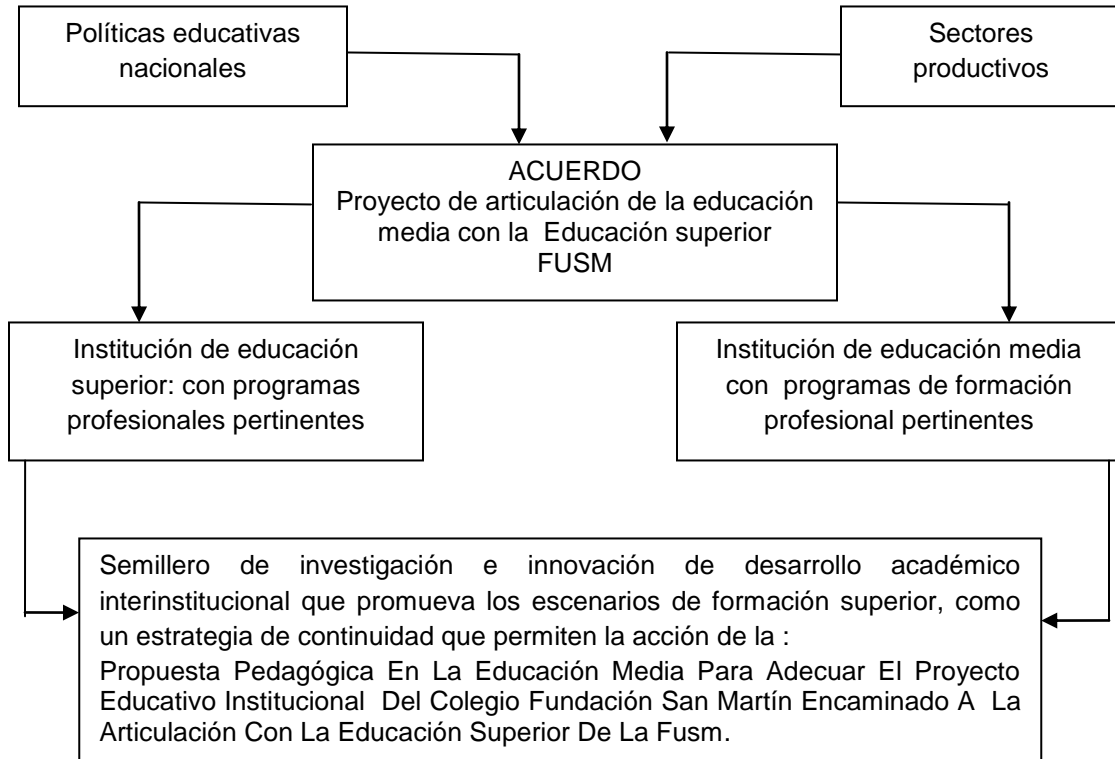 Políticas educativas
nacionales
Sectores
productivos
ACUERDO
Proyecto de articulación de la educación
media con la Educación superior
FUSM
Institución de educación
superior: con programas
profesionales pertinentes
Institución de educación media
con programas de formación
profesional pertinentes
Semillero de investigación e innovación de desarrollo académico
interinstitucional que promueva los escenarios de formación superior, como
un estrategia de continuidad que permiten la acción de la :
Propuesta Pedagógica En La Educación Media Para Adecuar El Proyecto
Educativo Institucional Del Colegio Fundación San Martín Encaminado A La
Articulación Con La Educación Superior De La Fusm.